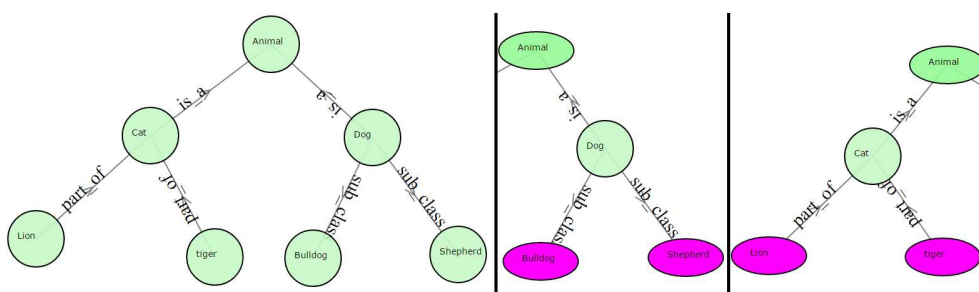 Animal
is_a
is_a
Cat
Dog
part_of
part_of
sub_class
sub_class
Lion
tiger
Bulldog
Shepherd
Animal
is_a
Dog
sub_clas
sub_class
Bulldog
Shepherd
Animal
is_a
Cat
part_of
part_of
Lion
tiger